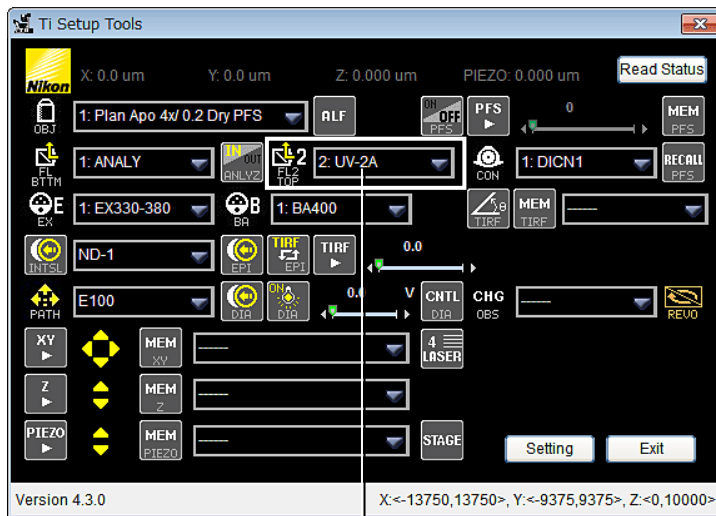 Ti Setup Tools
Nikon X: 0.0 um Y: 0.0 um Z: 0.000 um PIEZO: 0.000 um Read Status
OBJ 1: Plan Apo 4x/ 0.2 Dry PFS ALF ON OFF PFS PFS 0 MEM PFS
FL BTTM 1: ANALY IN OUT ANLYZ 2 FL2 TOP 2: UV-2A CON 1: DICN1 RECALL PFS
E EX 1: EX330-380 B BA 1: BA400 θ TIRF MEM TIRF -----
INTSL ND-1 EPI TIRF EPI TIRF 0.0
PATH E100 DIA ON DIA 0.0 V CNTL DIA CHG OBS ----- REVO
XY MEM XY ----- 4 LASER
Z MEM Z -----
PIEZO MEM PIEZO ----- STAGE Setting Exit
Version 4.3.0 X:<-13750,13750>, Y:<-9375,9375>, Z:<0,10000>